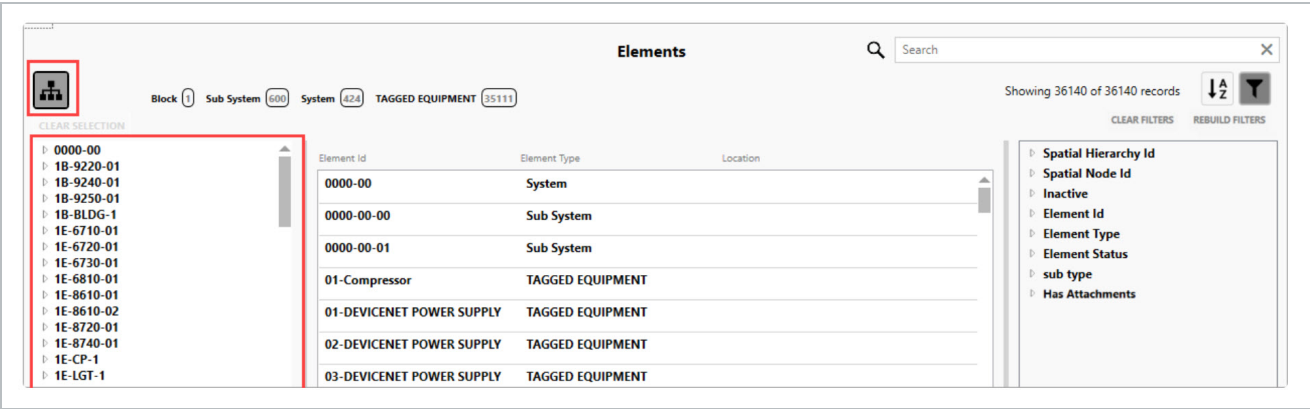 Elements
Search
Block 1 Sub System 600 System 424 TAGGED EQUIPMENT 35111
Showing 36140 of 36140 records
CLEAR SELECTION
CLEAR FILTERS REBUILD FILTERS
0000-00
1B-9220-01
1B-9240-01
1B-9250-01
1B-BLDG-1
1E-6710-01
1E-6720-01
1E-6730-01
1E-6810-01
1E-8610-01
1E-8610-02
1E-8720-01
1E-8740-01
1E-CP-1
1E-LGT-1
Element Id Element Type Location
0000-00 System
0000-00-00 Sub System
0000-00-01 Sub System
01-Compressor TAGGED EQUIPMENT
01-DEVICENET POWER SUPPLY TAGGED EQUIPMENT
02-DEVICENET POWER SUPPLY TAGGED EQUIPMENT
03-DEVICENET POWER SUPPLY TAGGED EQUIPMENT
Spatial Hierarchy Id
Spatial Node Id
Inactive
Element Id
Element Type
Element Status
sub type
Has Attachments